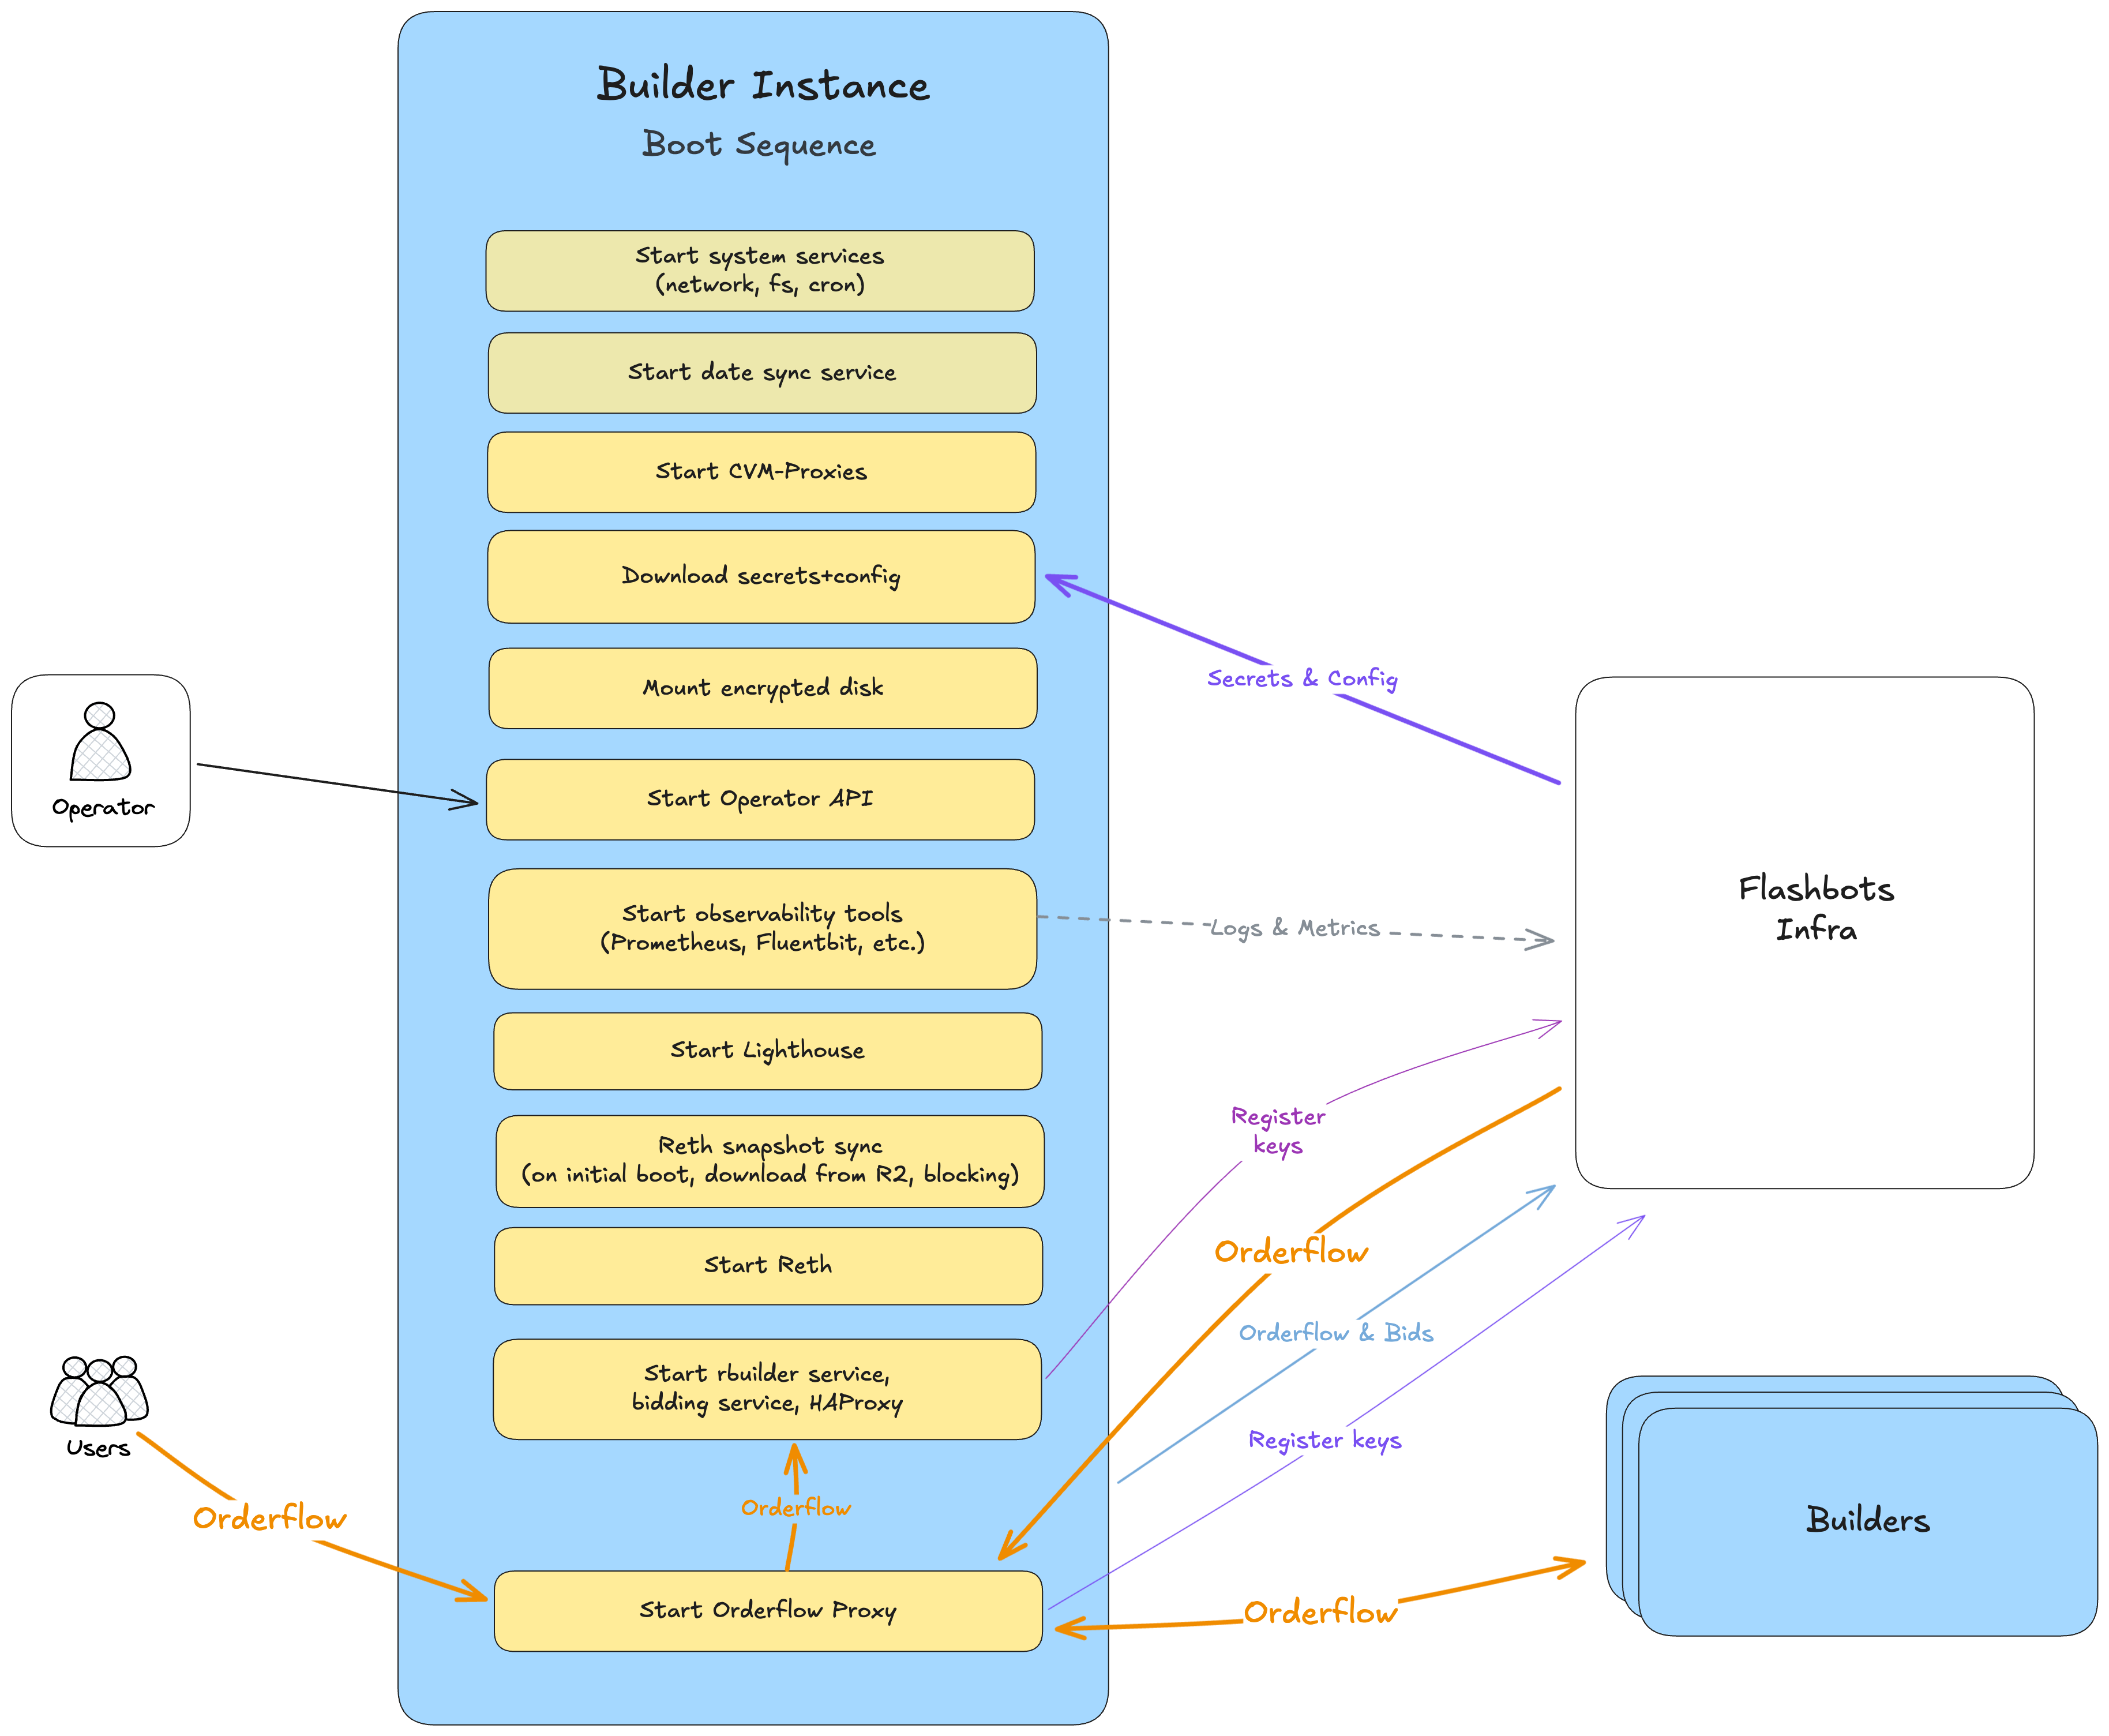 Builder Instance
Boot Sequence
Start system services
(network, fs, cron)
Start date sync service
Start CVM-Proxies
Download secrets+config
Mount encrypted disk
Start Operator API
Start observability tools
(Prometheus, Fluentbit, etc.)
Start Lighthouse
Reth snapshot sync
(on initial boot, download from R2, blocking)
Start Reth
Start rbuilder service,
bidding service, HAProxy
Orderflow
Start Orderflow Proxy
Operator
Users
Orderflow
Secrets & Config
Logs & Metrics
Register
keys
Orderflow
Orderflow & Bids
Register keys
Orderflow
Flashbots
Infra
Builders